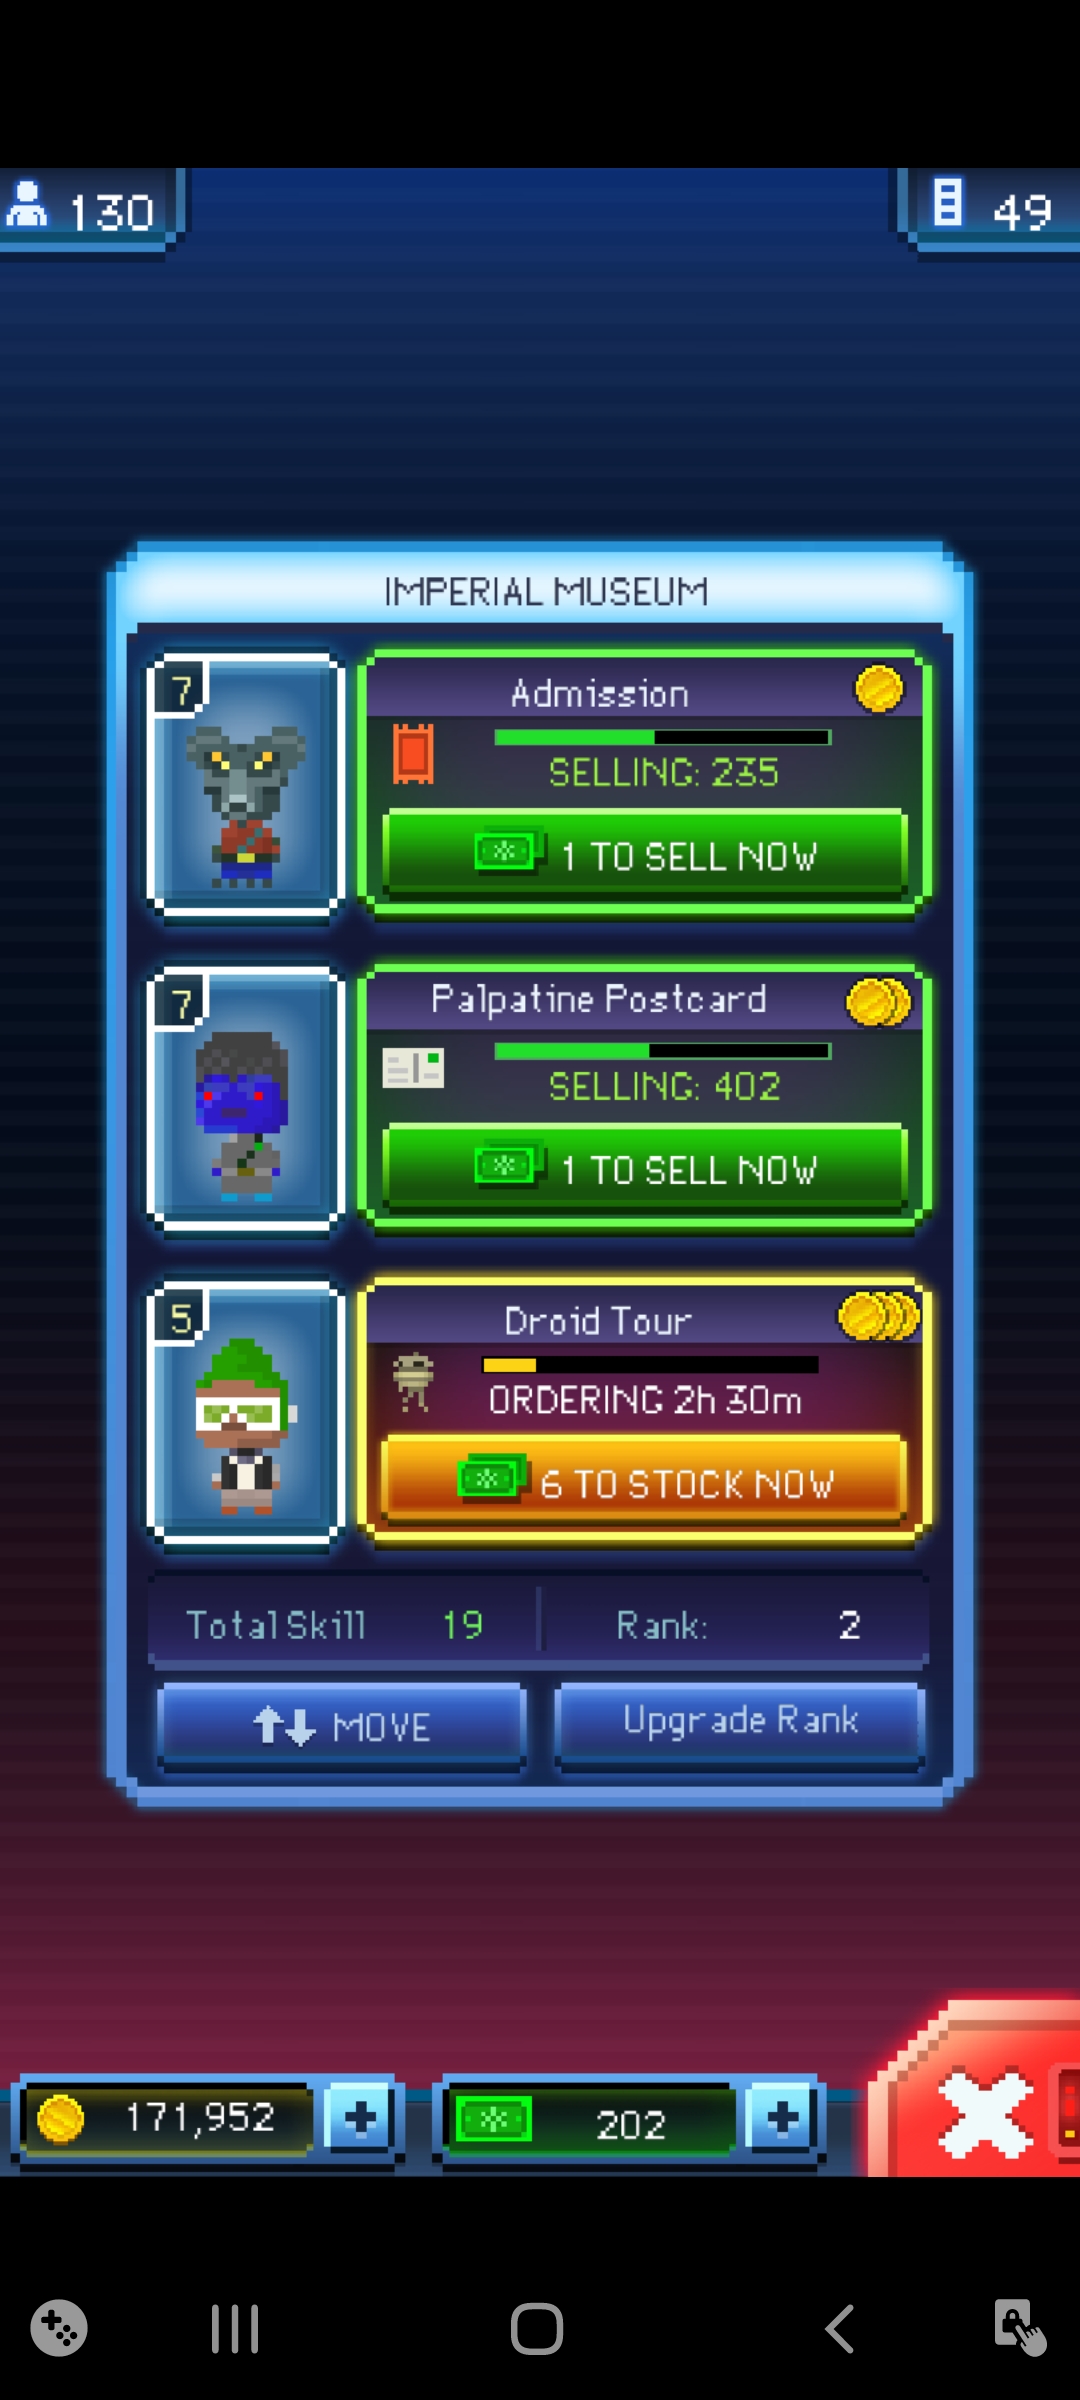 130
49
IMPERIAL MUSEUM
7
Admission
SELLING: 235
1 TO SELL NOW
7
Palpatine Postcard
SELLING: 402
1 TO SELL NOW
5
Droid Tour
ORDERING 2h 30m
6 TO STOCK NOW
Total Skill 19 Rank: 2
MOVE Upgrade Rank
171,952 + 202 +